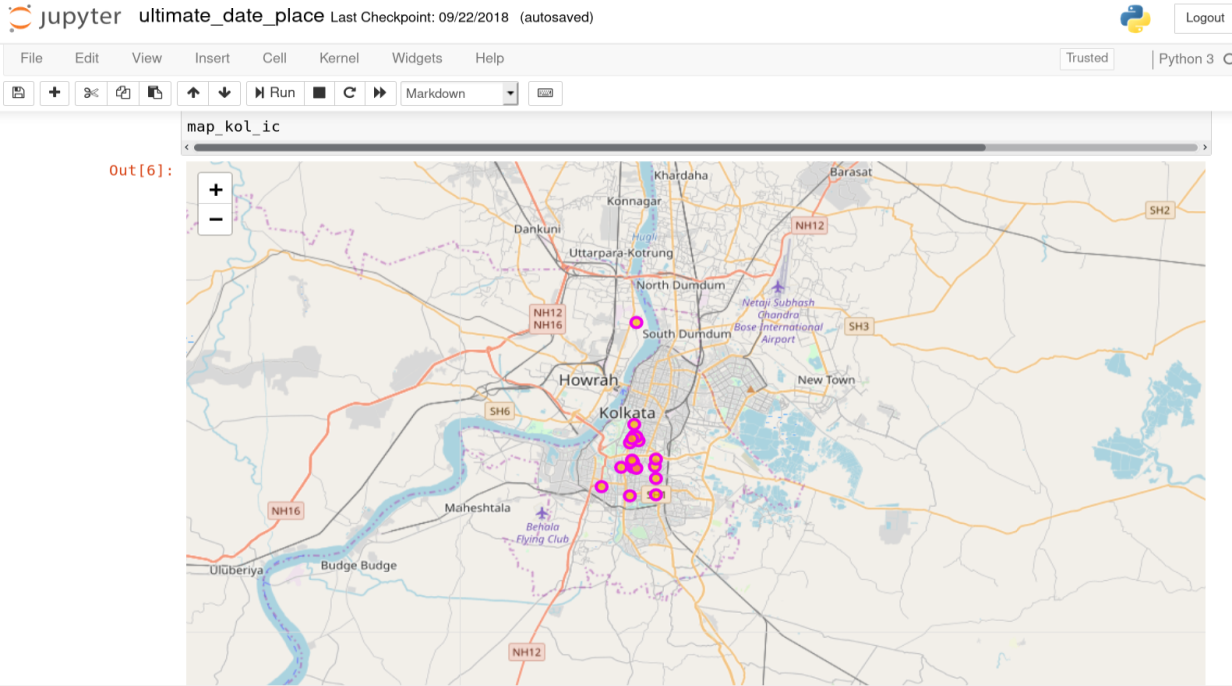 jupyter ultimate_date_place Last Checkpoint: 09/22/2018 (autosaved) Logout
File Edit View Insert Cell Kernel Widgets Help Trusted Python 3
Run Markdown
map_kol_ic
Out[6]:
+
−
Khardaha
Barasat
Konnagar
SH2
Dankuni
NH12
Hugli
Uttarpara-Kotrung
North Dumdum
Netaji Subhash
Chandra
Bose International
Airport
NH12
NH16
SH3
South Dumdum
Howrah
New Town
SH6
Kolkata
NH16
Maheshtala
Behala
Flying Club
Uluberiya
Budge Budge
NH12